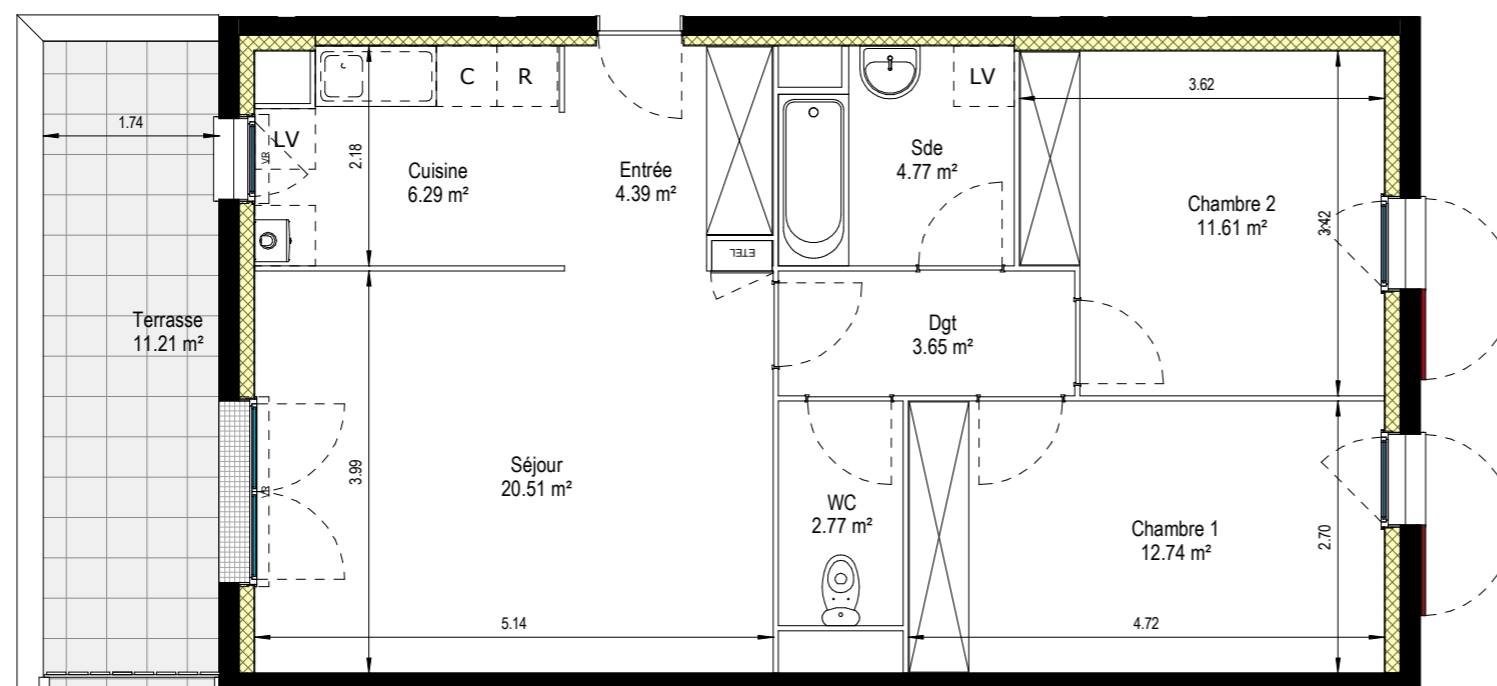 C
R
LV
3.62
1.74
LV
VR
2.18
Cuisine
6.29 m²
Entrée
4.39 m²
Sde
4.77 m²
Chambre 2
11.61 m²
3.42
ETEL
Terrasse
11.21 m²
Dgt
3.65 m²
3.99
VR
Séjour
20.51 m²
WC
2.77 m²
Chambre 1
12.74 m²
2.70
5.14
4.72